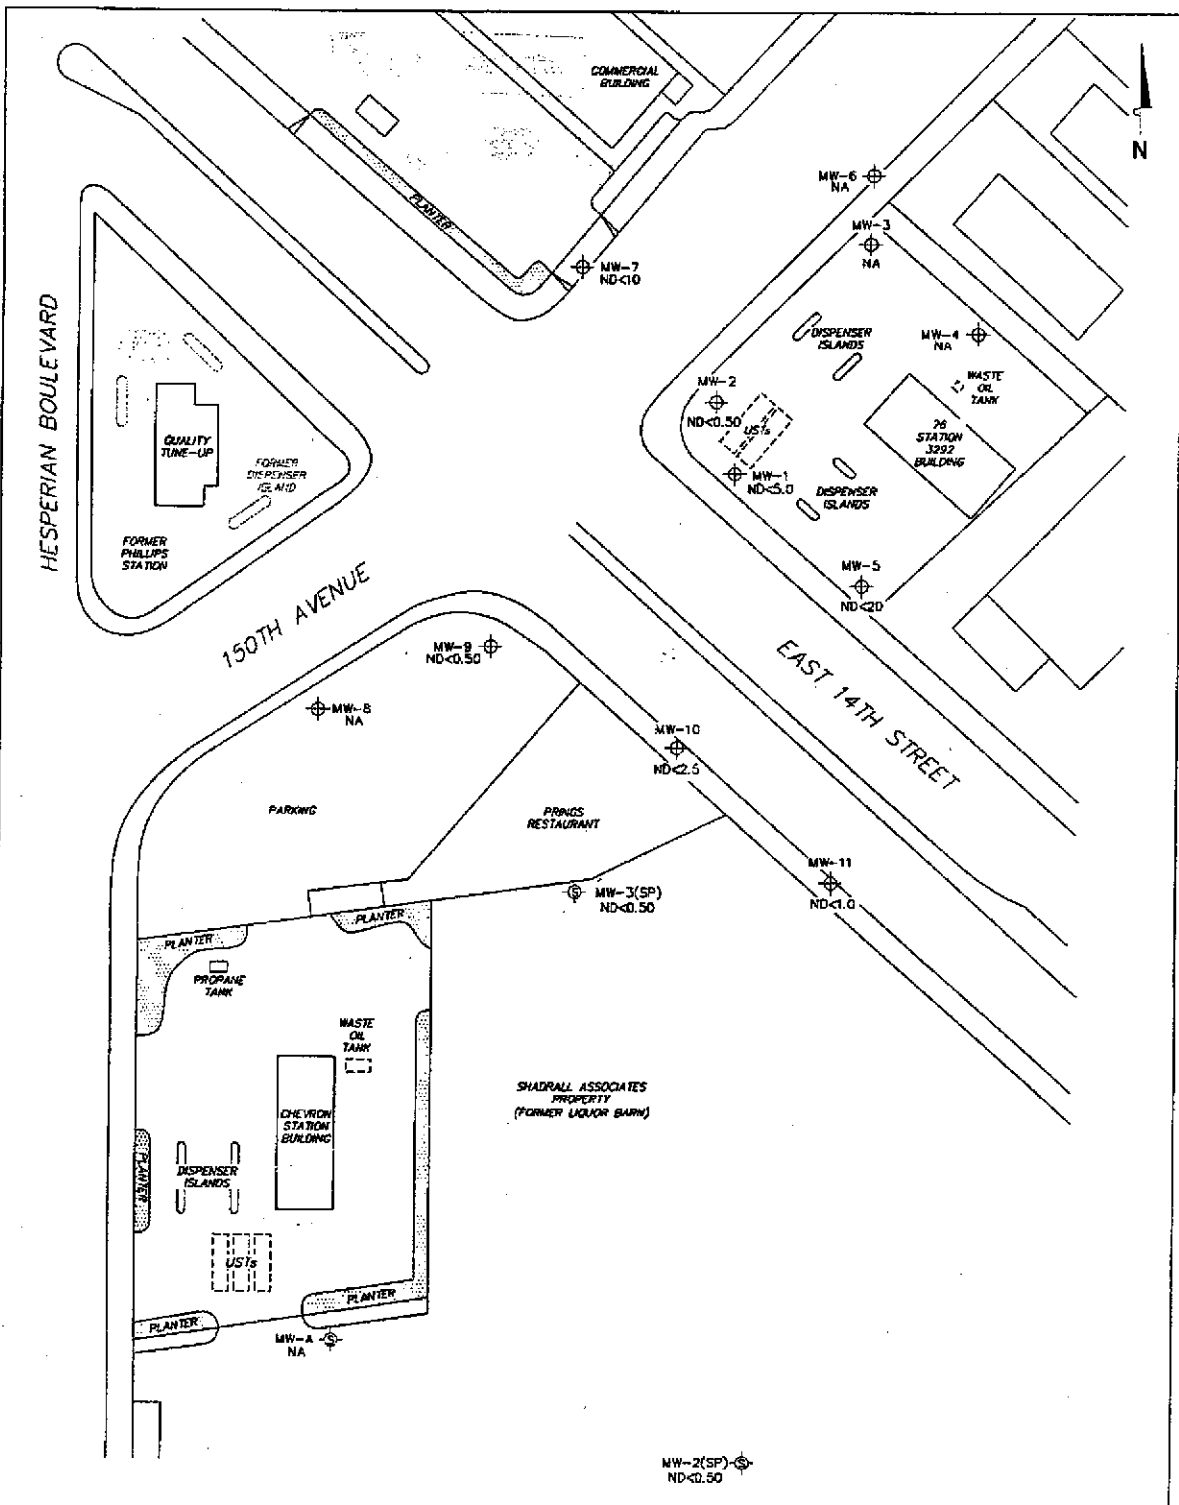 COMMERCIAL
BUILDING
N
MW-6
NA
MW-3
NA
PLANTER
MW-7
ND<10
HESPERIAN BOULEVARD
DISPENSER
ISLANDS
MW-4
NA
WASTE
OIL
TANK
MW-2
ND<0.50
USTs
76
STATION
3292
BUILDING
QUALITY
TUNE-UP
FORMER
DISPENSER
ISLAND
MW-1
ND<5.0
DISPENSER
ISLANDS
FORMER
PHILLIPS
STATION
MW-5
ND<20
150TH AVENUE
MW-9
ND<0.50
EAST 14TH STREET
MW-8
NA
MW-10
ND<2.5
PARKING
PRINGS
RESTAURANT
MW-11
ND<1.0
MW-3(SP)
ND<0.50
S
PLANTER
PLANTER
PROPANE
TANK
WASTE
OIL
TANK
SHADRALL ASSOCIATES
PROPERTY
(FORMER LIQUOR BARN)
CHEVRON
STATION
BUILDING
PLANTER
DISPENSER
ISLANDS
USTs
PLANTER
PLANTER
MW-A
NA
S
MW-2(SP)
ND<0.50
S